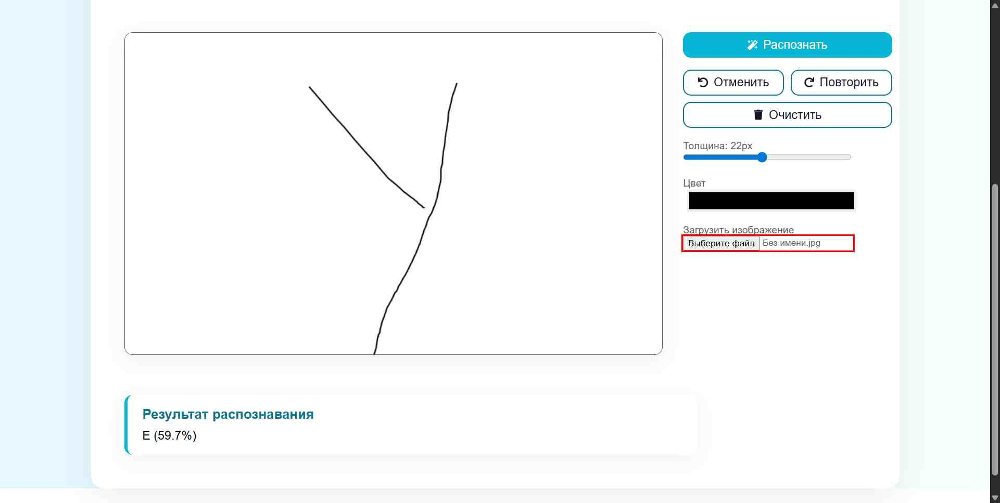 Распознать
Отменить
Повторить
Очистить
Толщина: 22px
Цвет
Загрузить изображение
Выберите файл Без имени.jpg
Результат распознавания
E (59.7%)